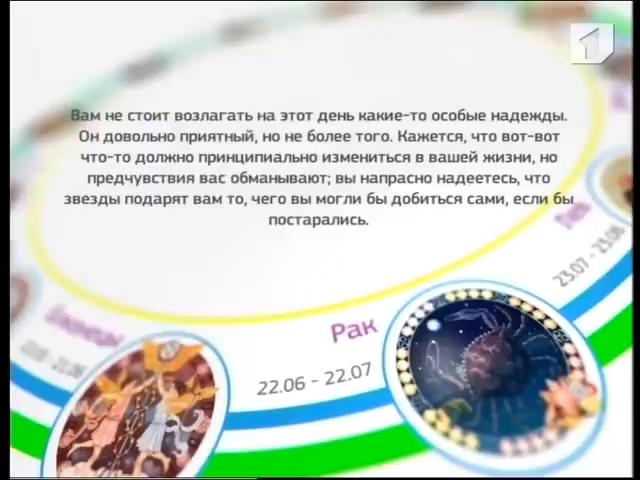 1
Вам не стоит возлагать на этот день какие-то особые надежды.
Он довольно приятный, но не более того. Кажется, что вот-вот
что-то должно принципиально измениться в вашей жизни, но
предчувствия вас обманывают; вы напрасно надеетесь, что
звезды подарят вам то, чего вы могли бы добиться сами, если бы
постарались.
Лев
23.07 - 23.08
Рак
22.06 - 22.07
Близнецы